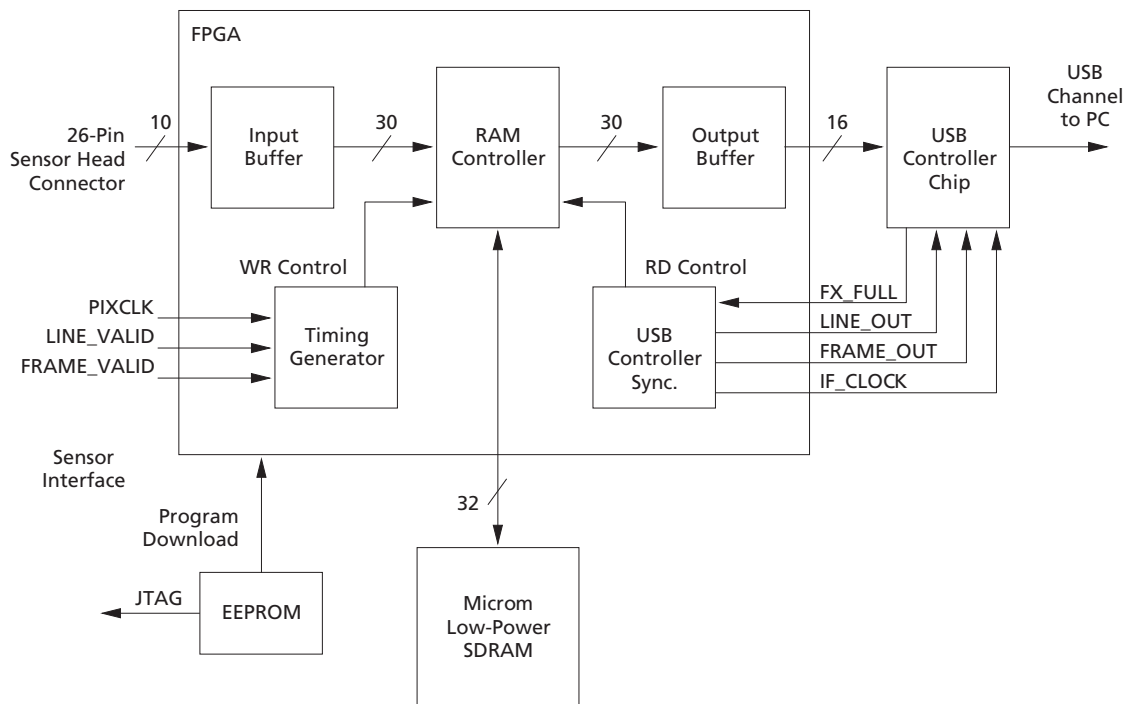 FPGA
26-Pin
Sensor Head
Connector
10
Input
Buffer
30
RAM
Controller
30
Output
Buffer
16
USB
Controller
Chip
USB
Channel
to PC
WR Control
RD Control
PIXCLK
LINE_VALID
FRAME_VALID
Timing
Generator
USB
Controller
Sync.
FX_FULL
LINE_OUT
FRAME_OUT
IF_CLOCK
Sensor
Interface
Program
Download
32
JTAG
EEPROM
Microm
Low-Power
SDRAM